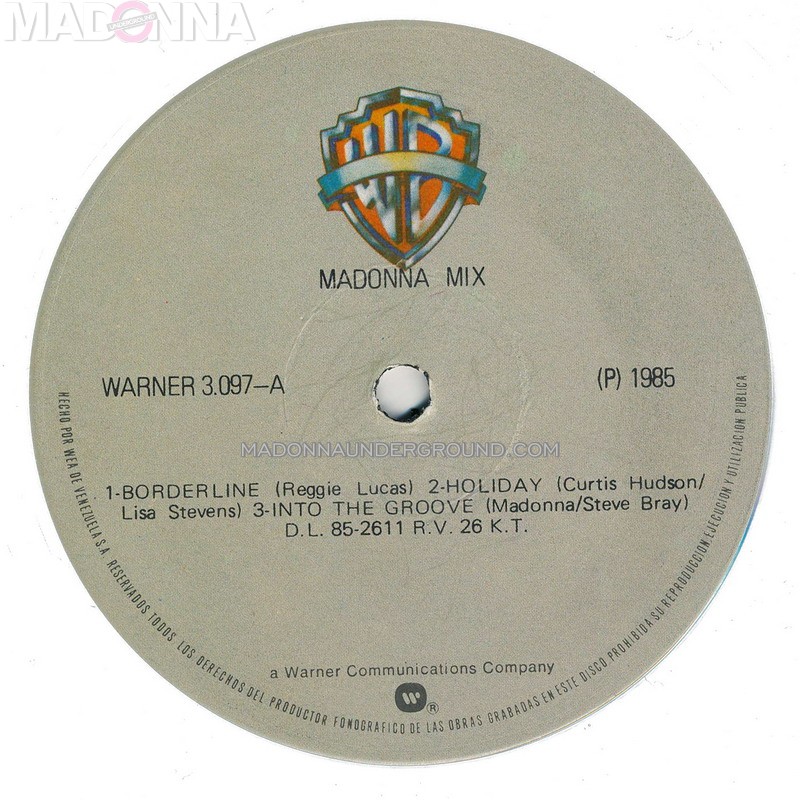 MADONNA
UNDERGROUND
WB
MADONNA MIX
WARNER 3.097–A
(P) 1985
MADONNAUNDERGROUND.COM
1-BORDERLINE (Reggie Lucas) 2-HOLIDAY (Curtis Hudson/
Lisa Stevens) 3-INTO THE GROOVE (Madonna/Steve Bray)
D.L. 85-2611 R.V. 26 K.T.
HECHO POR WEA DE VENEZUELA S.A. RESERVADOS TODOS LOS DERECHOS DEL PRODUCTOR FONOGRAFICO DE LAS OBRAS GRABADAS EN ESTE DISCO PROHIBIDA SU REPRODUCCION, EJECUCION Y UTILIZACION PUBLICA
a Warner Communications Company
W ®